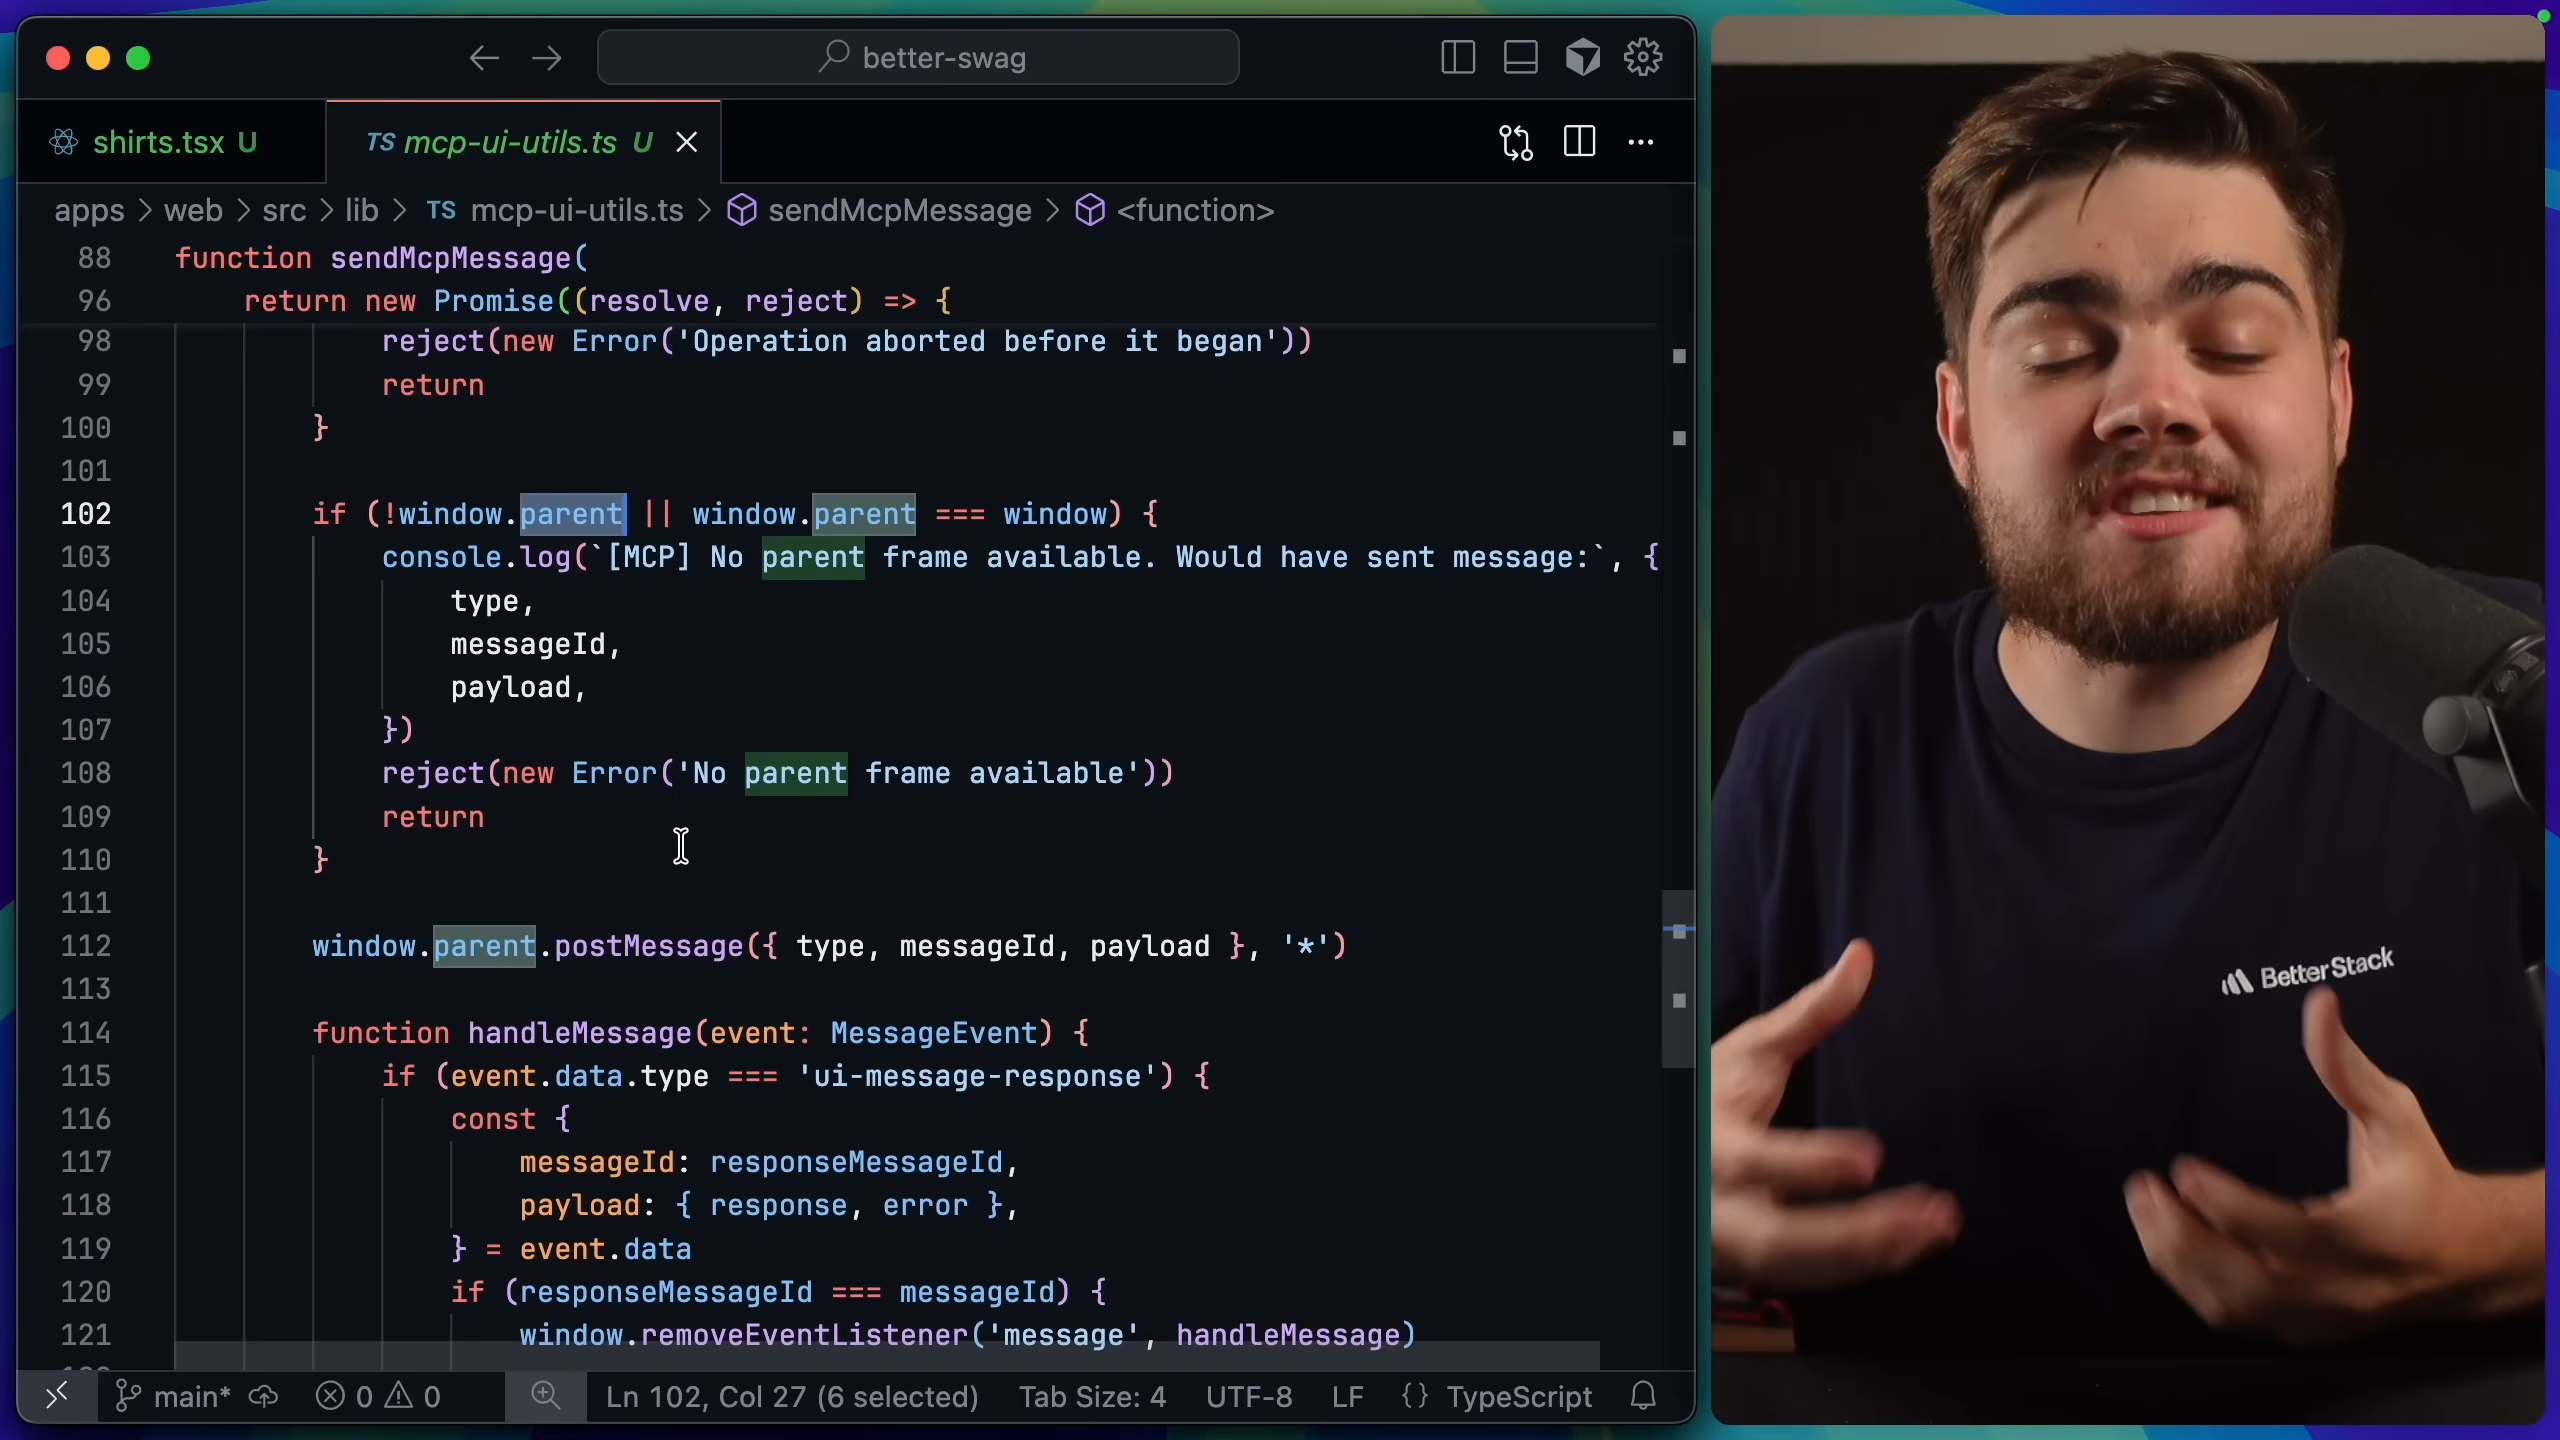 better-swag
shirts.tsx U
TS mcp-ui-utils.ts U
apps > web > src > lib > TS mcp-ui-utils.ts > sendMcpMessage > <function>
88 function sendMcpMessage(
96 return new Promise((resolve, reject) => {
98 reject(new Error('Operation aborted before it began'))
99 return
100 }
101
102 if (!window.parent || window.parent === window) {
103 console.log(`[MCP] No parent frame available. Would have sent message:`, {
104 type,
105 messageId,
106 payload,
107 })
108 reject(new Error('No parent frame available'))
109 return
110 }
111
112 window.parent.postMessage({ type, messageId, payload }, '*')
113
114 function handleMessage(event: MessageEvent) {
115 if (event.data.type === 'ui-message-response') {
116 const {
117 messageId: responseMessageId,
118 payload: { response, error },
119 } = event.data
120 if (responseMessageId === messageId) {
121 window.removeEventListener('message', handleMessage)
main* 0 0 Ln 102, Col 27 (6 selected) Tab Size: 4 UTF-8 LF {} TypeScript
BetterStack